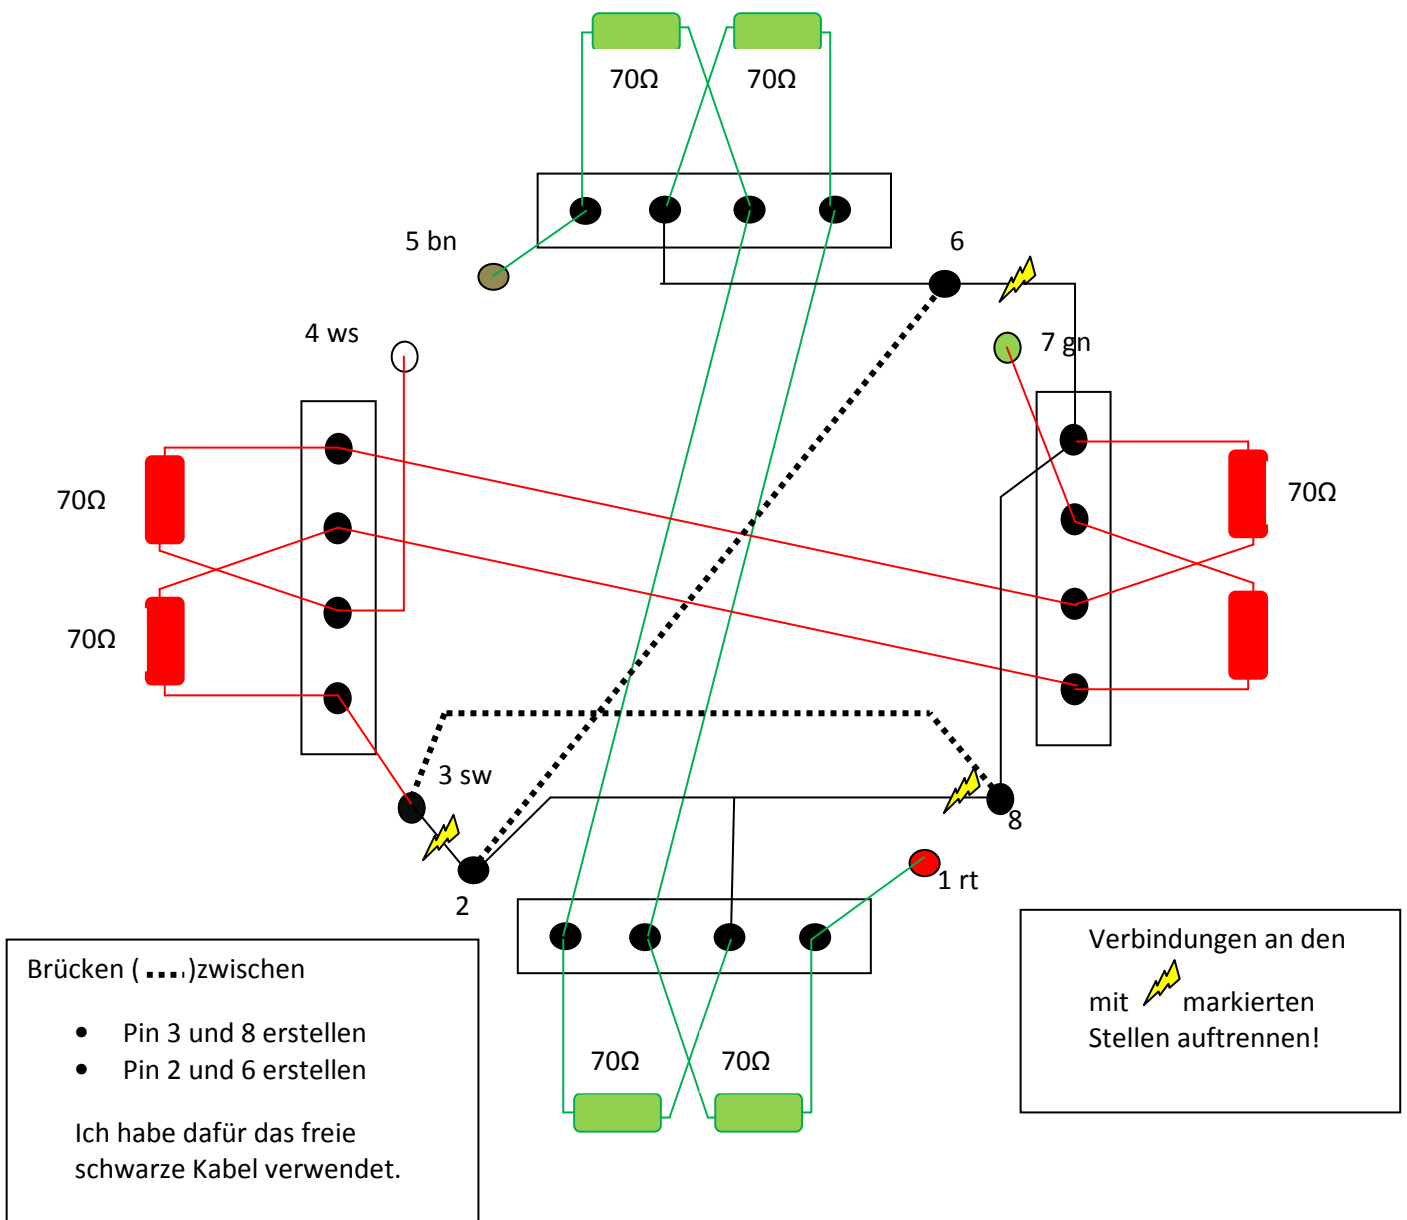 70Ω 70Ω
5 bn
6
4 ws
7 gn
70Ω
70Ω
70Ω
3 sw
8
1 rt
2
Brücken ( ....)zwischen
• Pin 3 und 8 erstellen
• Pin 2 und 6 erstellen
Ich habe dafür das freie
schwarze Kabel verwendet.
70Ω 70Ω
Verbindungen an den
mit markierten
Stellen auftrennen!